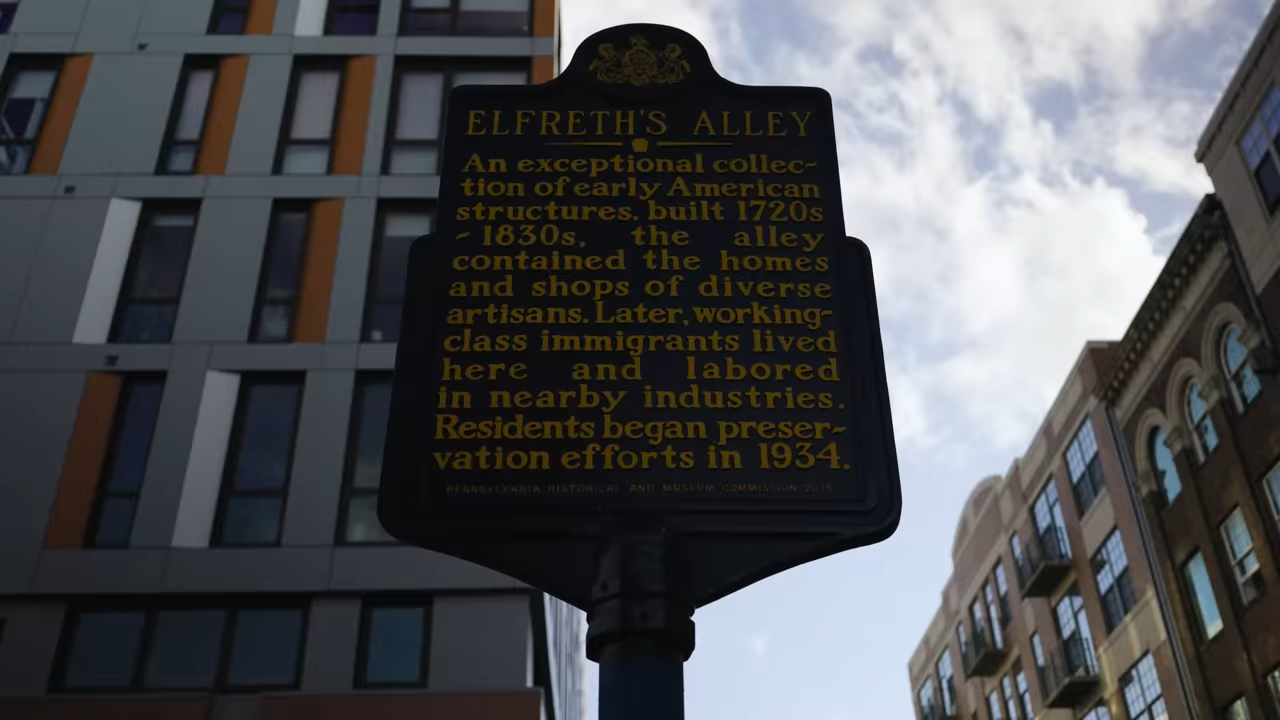 ELFRETH'S ALLEY
An exceptional collec-
tion of early American
structures, built 1720s
- 1830s, the alley
contained the homes
and shops of diverse
artisans. Later, working-
class immigrants lived
here and labored
in nearby industries.
Residents began preser-
vation efforts in 1934.
PENNSYLVANIA HISTORICAL AND MUSEUM COMMISSION 2015